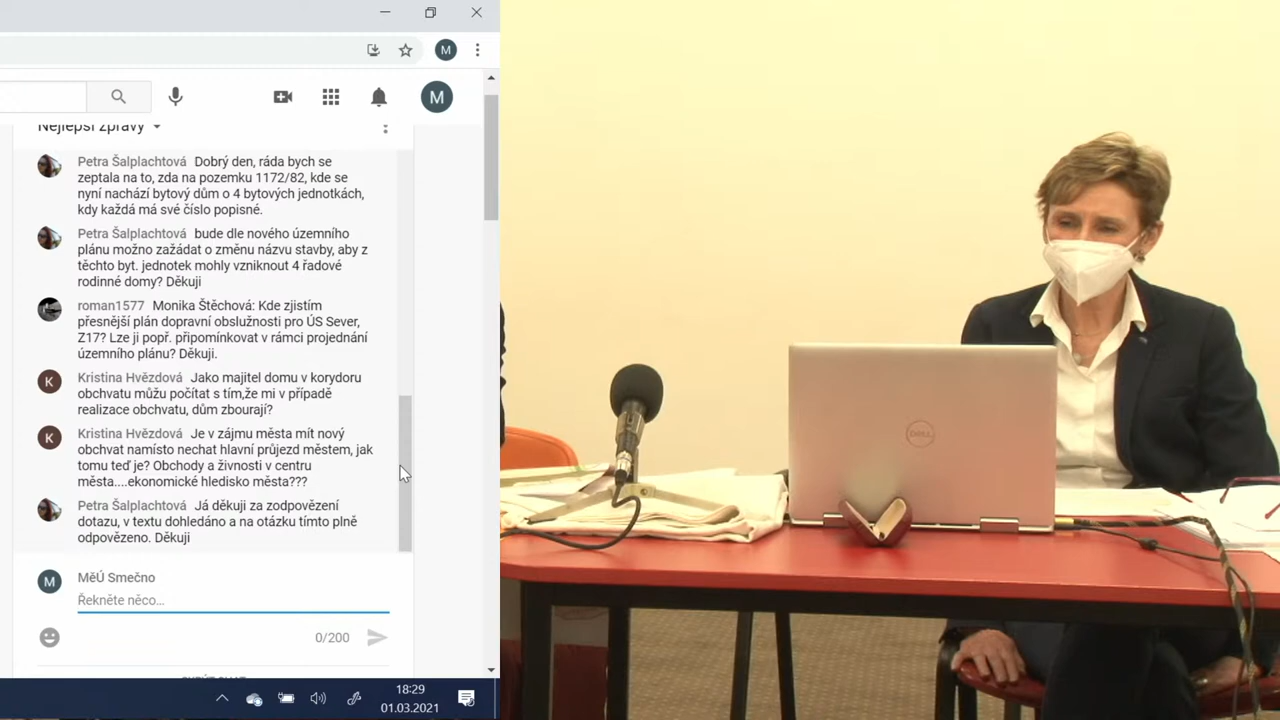 M
M
Nejlepší zprávy
Petra Šalplachtová Dobrý den, ráda bych se
zeptala na to, zda na pozemku 1172/82, kde se
nyní nachází bytový dům o 4 bytových jednotkách,
kdy každá má své číslo popisné.
Petra Šalplachtová bude dle nového územního
plánu možno zažádat o změnu názvu stavby, aby z
těchto byt. jednotek mohly vzniknout 4 řadové
rodinné domy? Děkuji
roman1577 Monika Štěchová: Kde zjistím
přesnější plán dopravní obslužnosti pro ÚS Sever,
Z17? Lze ji popř. připomínkovat v rámci projednání
územního plánu? Děkuji.
K
Kristina Hvězdová Jako majitel domu v korydoru
obchvatu můžu počítat s tím,že mi v případě
realizace obchvatu, dům zbourají?
K
Kristina Hvězdová Je v zájmu města mít nový
obchvat namísto nechat hlavní průjezd městem, jak
tomu teď je? Obchody a živnosti v centru
města....ekonomické hledisko města???
Petra Šalplachtová Já děkuji za zodpovězení
dotazu, v textu dohledáno a na otázku tímto plně
odpovězeno. Děkuji
M
MěÚ Smečno
Řekněte něco...
0/200
18:29
01.03.2021
DELL